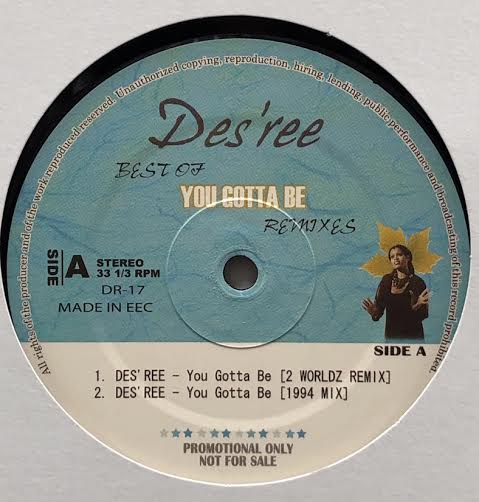 All rights of the producer and of the work reproduced reserved. Unauthorized copying, reproduction, hiring, lending, public performance and broadcasting of this record prohibited.
Des'ree
BEST OF
YOU GOTTA BE
REMIXES
SIDE A
STEREO
33 1/3 RPM
DR-17
MADE IN EEC
SIDE A
1. DES'REE - You Gotta Be [2 WORLDZ REMIX]
2. DES'REE - You Gotta Be [1994 MIX]
PROMOTIONAL ONLY
NOT FOR SALE